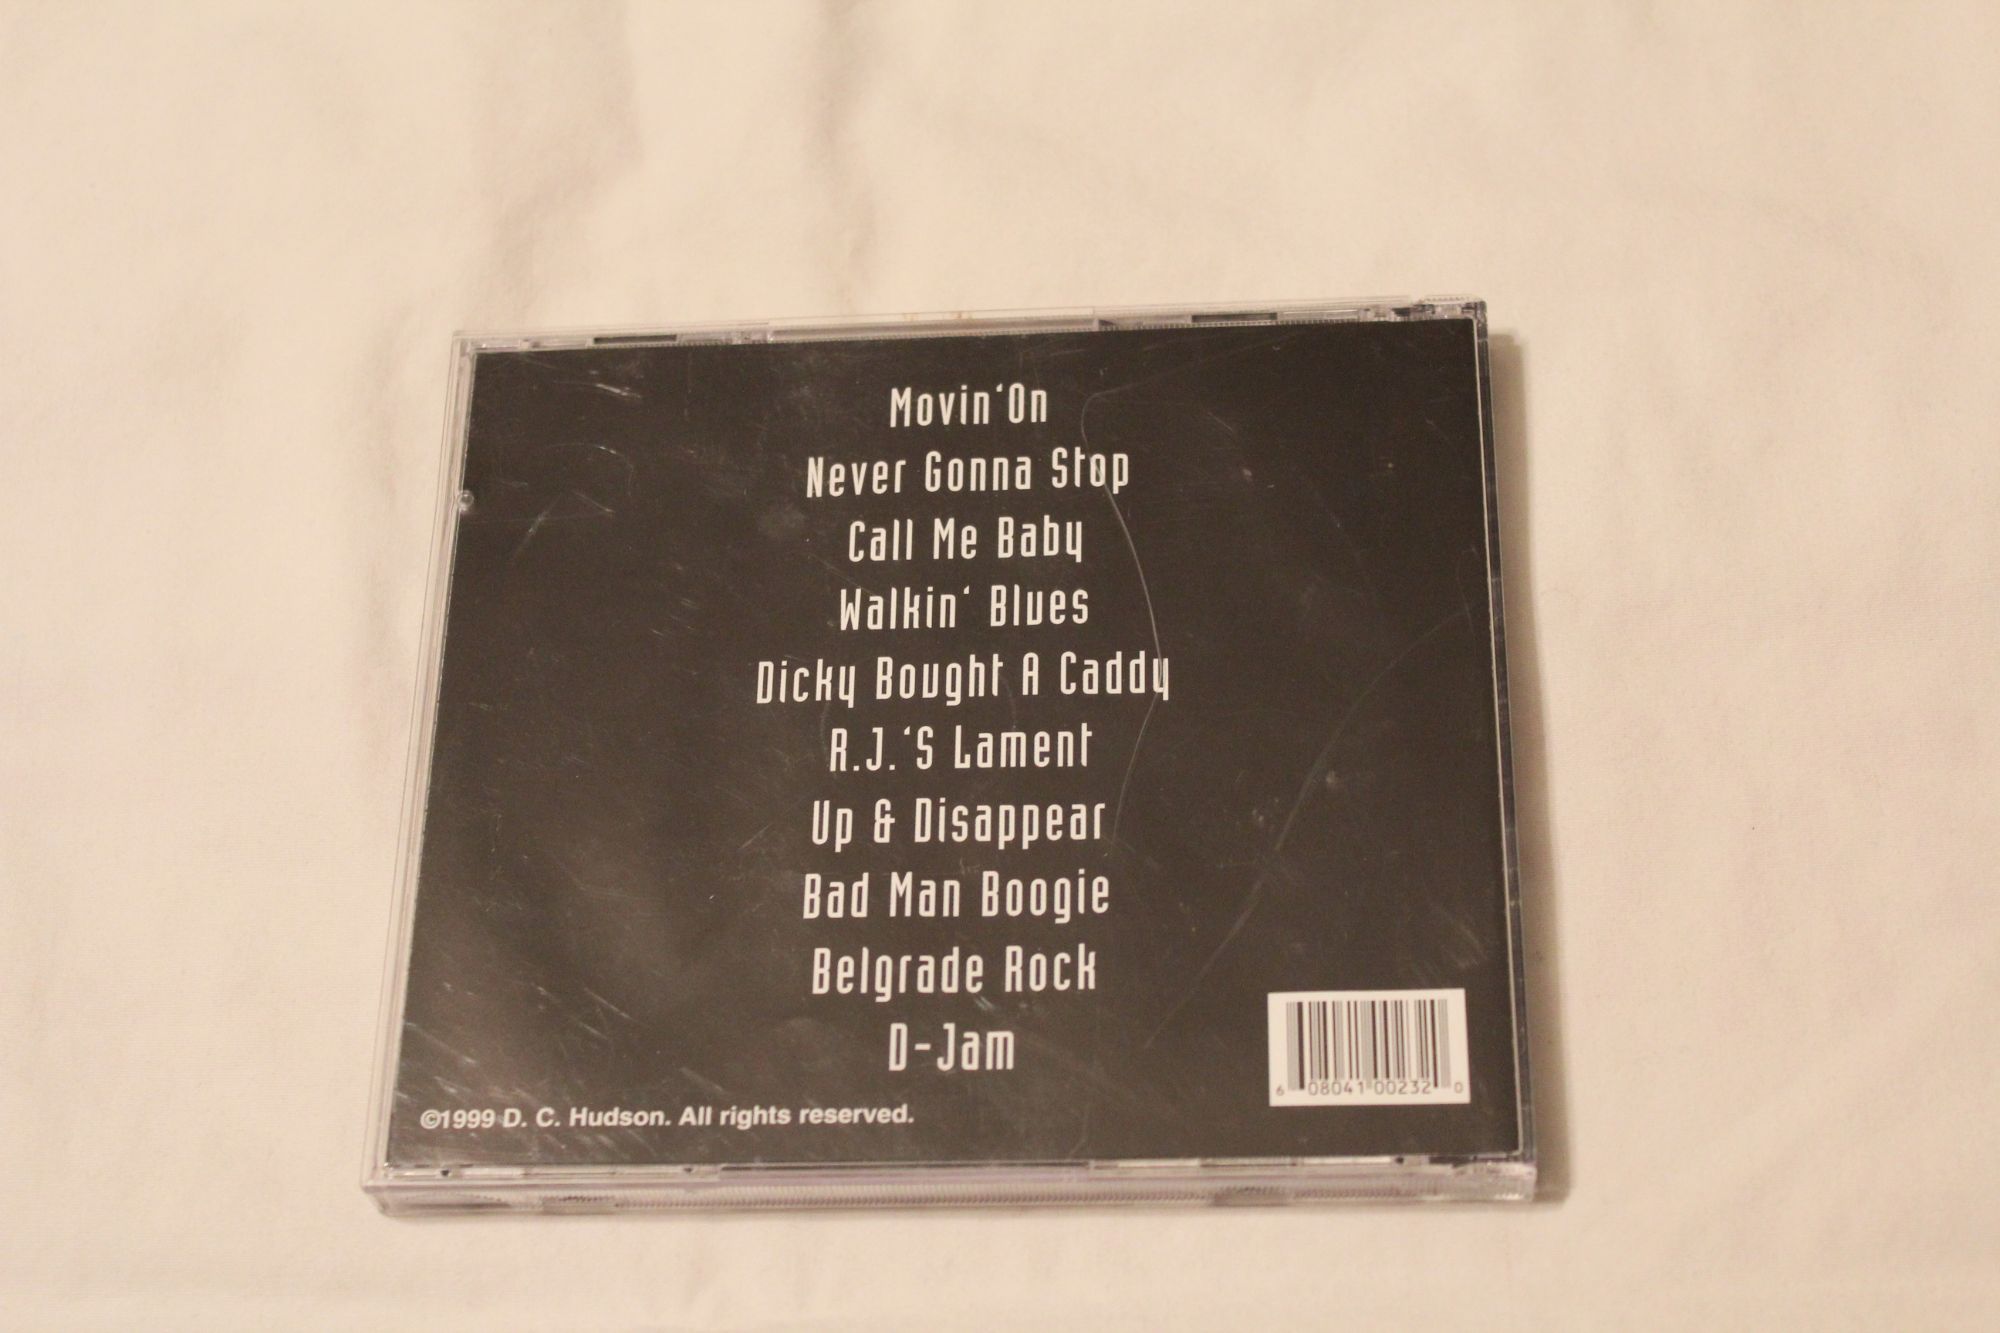 Movin‘On
Never Gonna Stop
Call Me Baby
Walkin‘ Blues
Dicky Bought A Caddy
R.J.‘S Lament
Up & Disappear
Bad Man Boogie
Belgrade Rock
D-Jam
©1999 D. C. Hudson. All rights reserved.
6 08041 00232 0